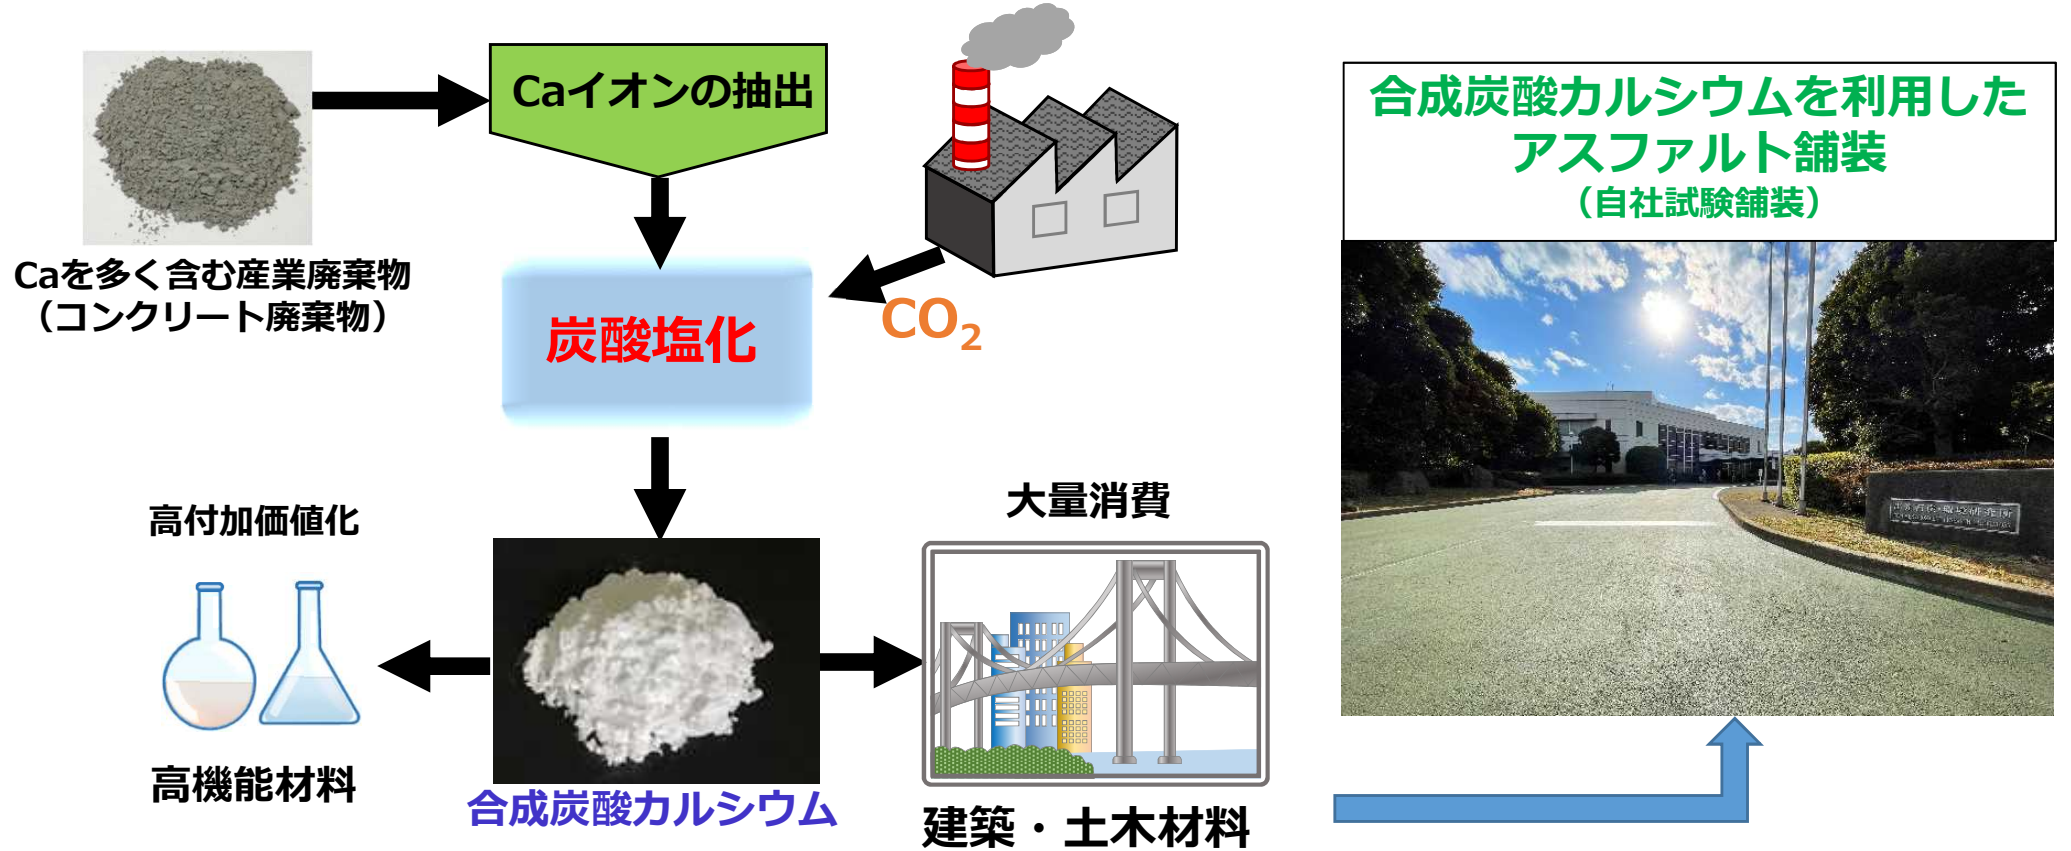 Caイオンの抽出
Caを多く含む産業廃棄物
（コンクリート廃棄物）
炭酸塩化
CO₂
高付加価値化
高機能材料
合成炭酸カルシウム
大量消費
建築・土木材料
合成炭酸カルシウムを利用した
アスファルト舗装
（自社試験舗装）